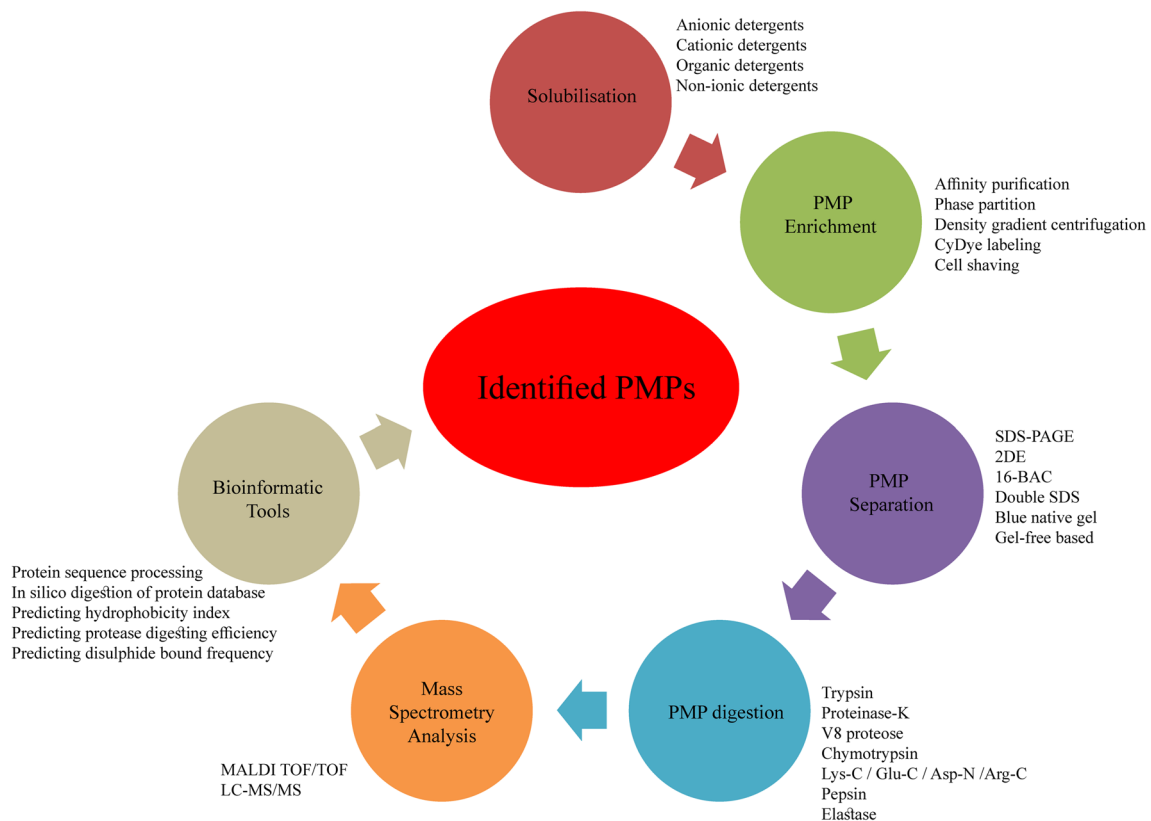 Solubilisation
Anionic detergents
Cationic detergents
Organic detergents
Non-ionic detergents
PMP
Enrichment
Affinity purification
Phase partition
Density gradient centrifugation
CyDye labeling
Cell shaving
PMP
Separation
SDS-PAGE
2DE
16-BAC
Double SDS
Blue native gel
Gel-free based
PMP digestion
Trypsin
Proteinase-K
V8 proteose
Chymotrypsin
Lys-C / Glu-C / Asp-N /Arg-C
Pepsin
Elastase
Mass
Spectrometry
Analysis
MALDI TOF/TOF
LC-MS/MS
Bioinformatic
Tools
Protein sequence processing
In silico digestion of protein database
Predicting hydrophobicity index
Predicting protease digesting efficiency
Predicting disulphide bound frequency
Identified PMPs